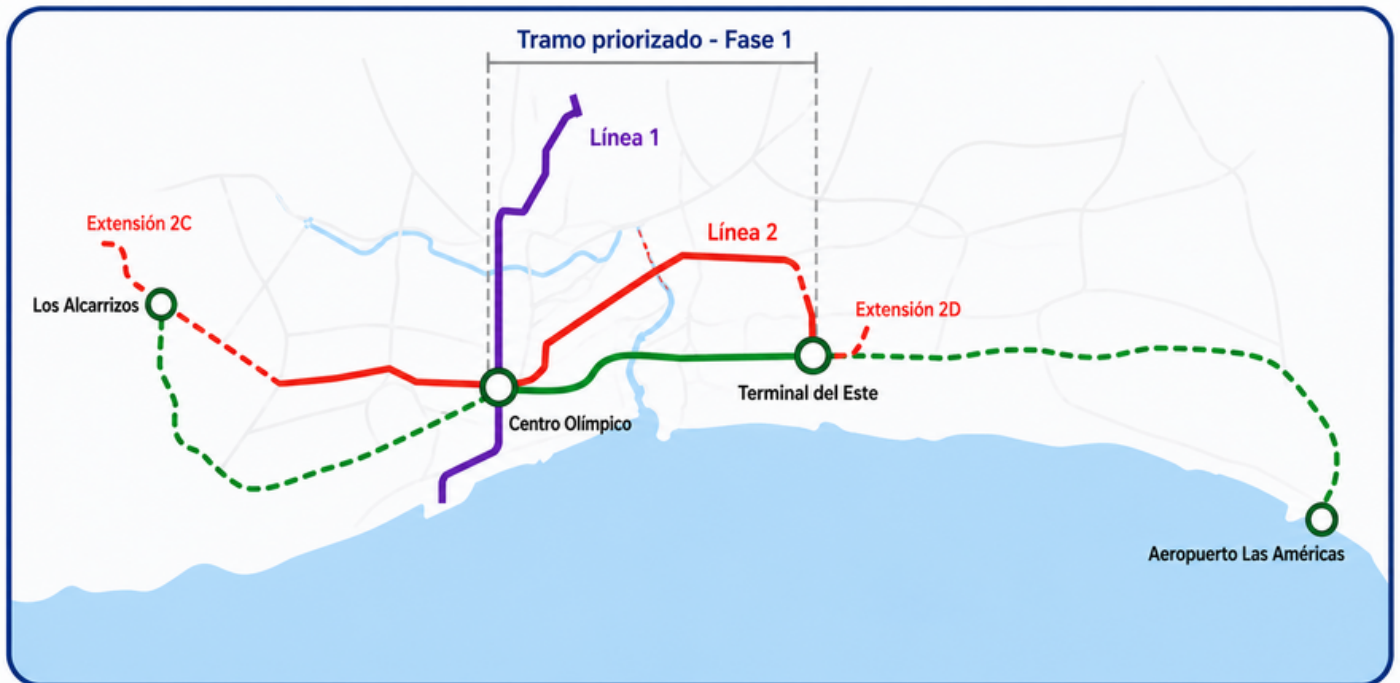 Tramo priorizado - Fase 1
Línea 1
Extensión 2C
Línea 2
Los Alcarrizos
Extensión 2D
Terminal del Este
Centro Olímpico
Aeropuerto Las Américas